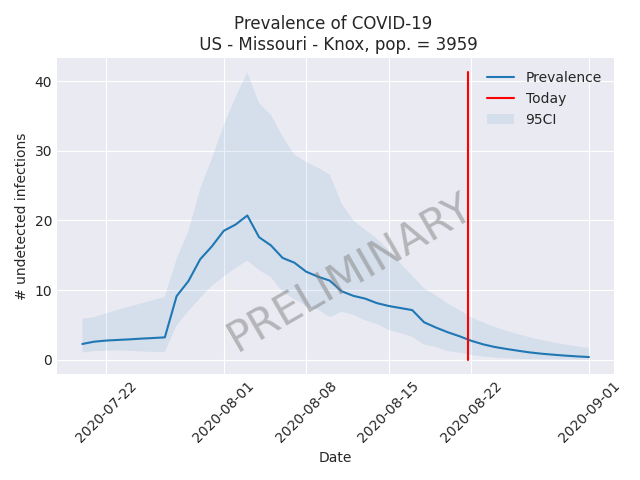 Prevalence of COVID-19
US - Missouri - Knox, pop. = 3959
# undetected infections
40
30
20
10
0
Prevalence
Today
95CI
PRELIMINARY
2020-07-22
2020-08-01
2020-08-08
2020-08-15
2020-08-22
2020-09-01
Date